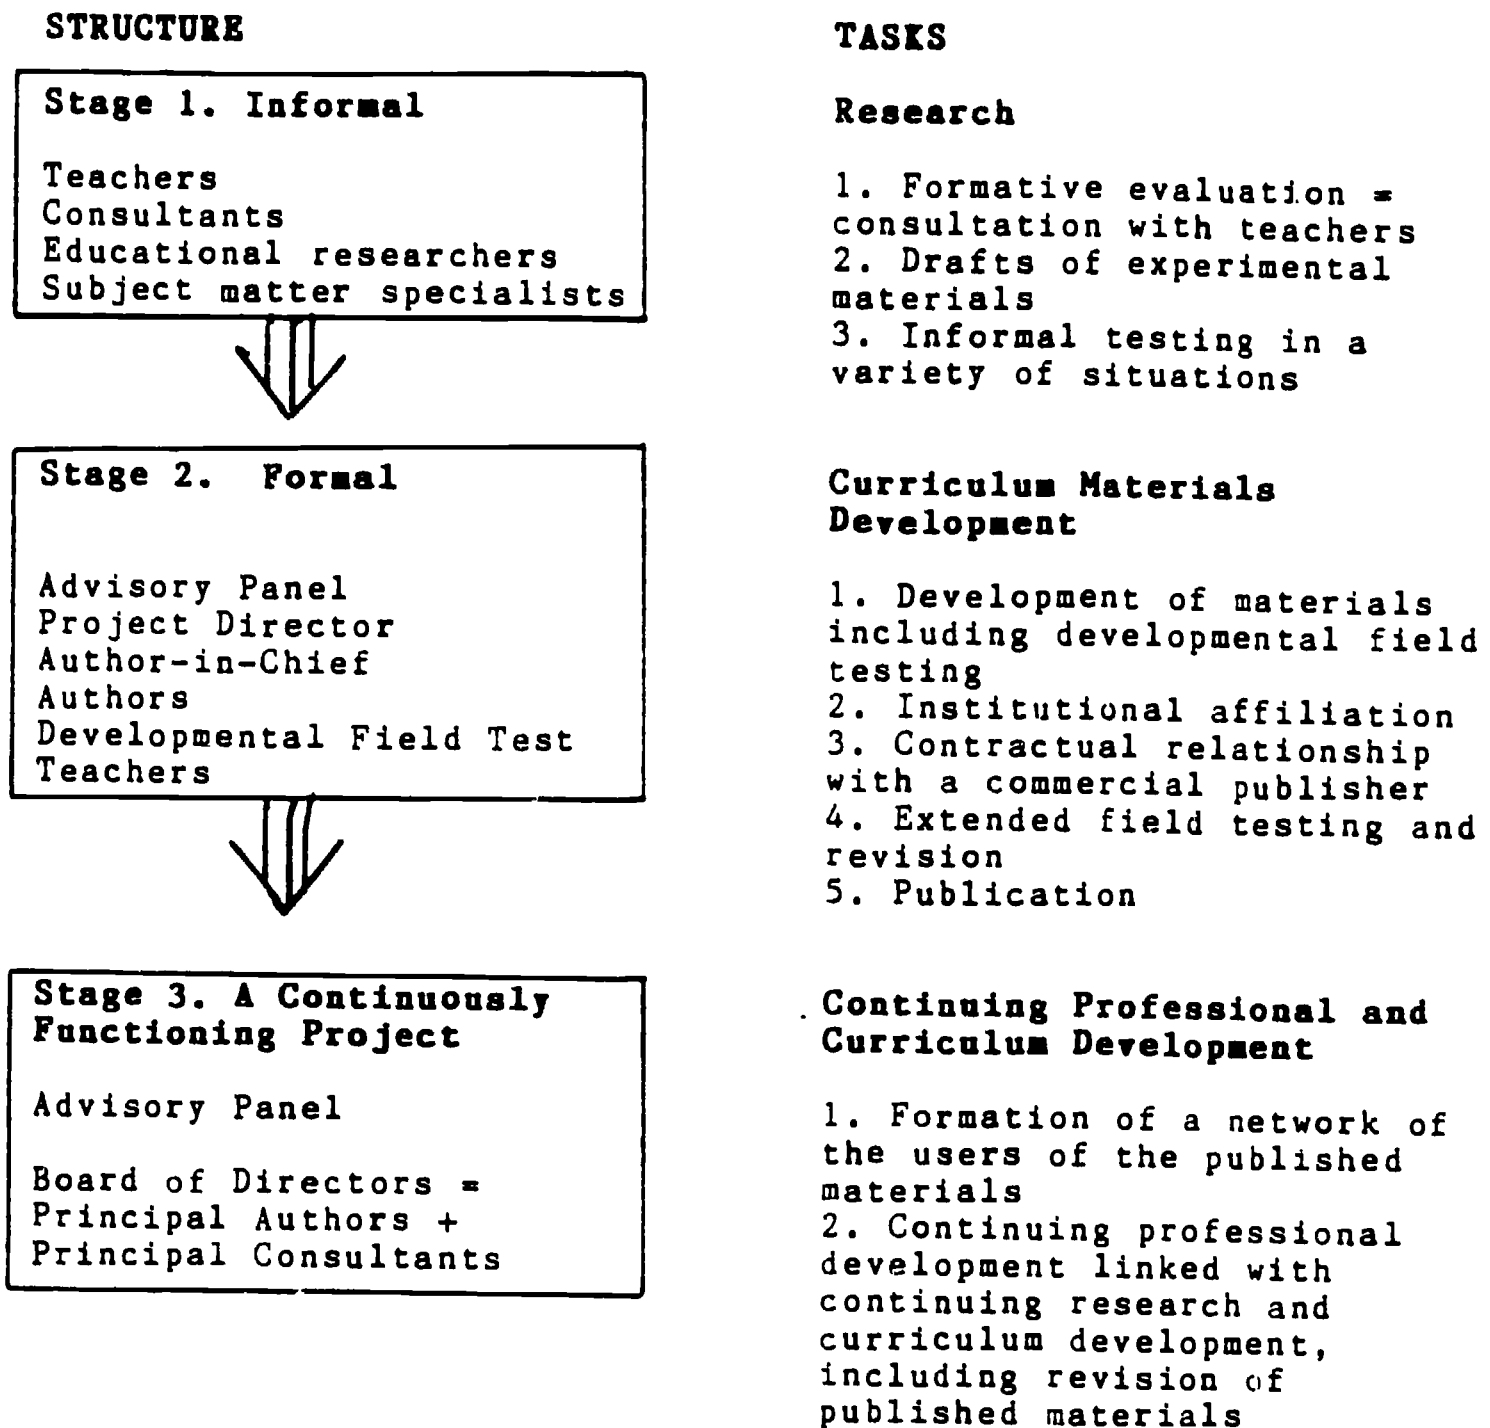 STRUCTURE
Stage 1. Informal
Teachers
Consultants
Educational researchers
Subject matter specialists
Stage 2. Formal
Advisory Panel
Project Director
Author-in-Chief
Authors
Developmental Field Test
Teachers
Stage 3. A Continuously
Functioning Project
Advisory Panel
Board of Directors =
Principal Authors +
Principal Consultants
TASKS
Research
1. Formative evaluation =
consultation with teachers
2. Drafts of experimental
materials
3. Informal testing in a
variety of situations
Curriculum Materials
Development
1. Development of materials
including developmental field
testing
2. Institutional affiliation
3. Contractual relationship
with a commercial publisher
4. Extended field testing and
revision
5. Publication
Continuing Professional and
Curriculum Development
1. Formation of a network of
the users of the published
materials
2. Continuing professional
development linked with
continuing research and
curriculum development,
including revision of
published materials